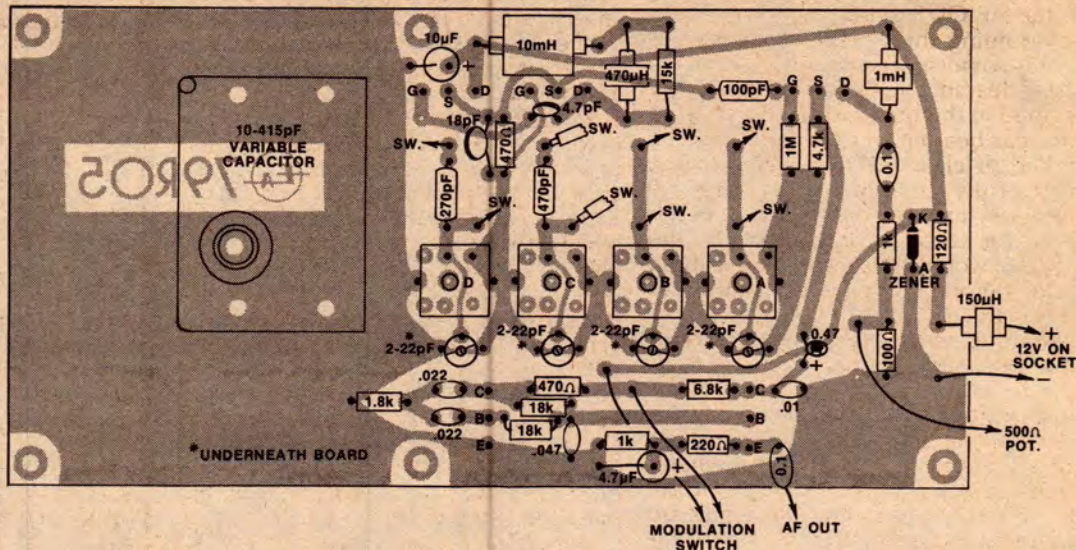 10µF
+
10mH
470µH
15k
G
S
D
G
S
D
4.7pF
18pF
470Ω
100pF
G
S
D
1mH
10-415pF
VARIABLE
CAPACITOR
79RO5
SW.
SW.
SW.
SW.
1M
4.7k
0.1
270pF
470pF
SW.
SW.
SW.
SW.
1k
K
A
ZENER
120Ω
D
C
B
A
150µH
+
12V ON
SOCKET
−
*
2-22pF
*
2-22pF
*
2-22pF
*
2-22pF
0.47
+
100Ω
500Ω
POT.
.022
C
470Ω
6.8k
C
.01
1.8k
18k
.022
B
18k
B
E
.047
1k
220Ω
E
0.1
4.7µF
+
*UNDERNEATH BOARD
MODULATION
SWITCH
AF OUT